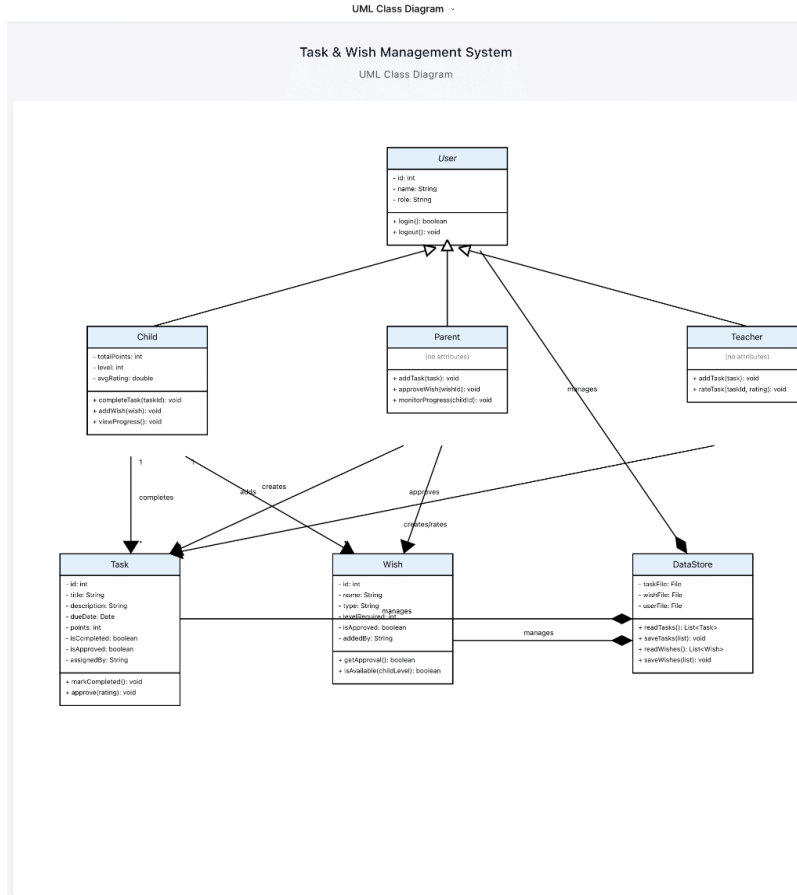 UML Class Diagram
Task & Wish Management System
UML Class Diagram
User
- id: int
- name: String
- role: String
+ login(): boolean
+ logout(): void
Child
- totalPoints: int
- level: int
- avgRating: double
+ completeTask(taskId): void
+ addWish(wish): void
+ viewProgress(): void
Parent
(no attributes)
+ addTask(task): void
+ approveWish(wishId): void
+ monitorProgress(childId): void
Teacher
(no attributes)
+ addTask(task): void
+ rateTask(taskId, rating): void
manages
1
1
completes
adds
creates
approves
creates/rates
*
Task
- id: int
- title: String
- description: String
- dueDate: Date
- points: int
- isCompleted: boolean
- isApproved: boolean
- assignedBy: String
+ markCompleted(): void
+ approve(rating): void
Wish
- id: int
- name: String
- type: String
- levelRequired: int
- isApproved: boolean
- addedBy: String
+ getApproval(): boolean
+ isAvailable(childLevel): boolean
manages
manages
DataStore
- taskFile: File
- wishFile: File
- userFile: File
+ readTasks(): List<Task>
+ saveTasks(list): void
+ readWishes(): List<Wish>
+ saveWishes(list): void